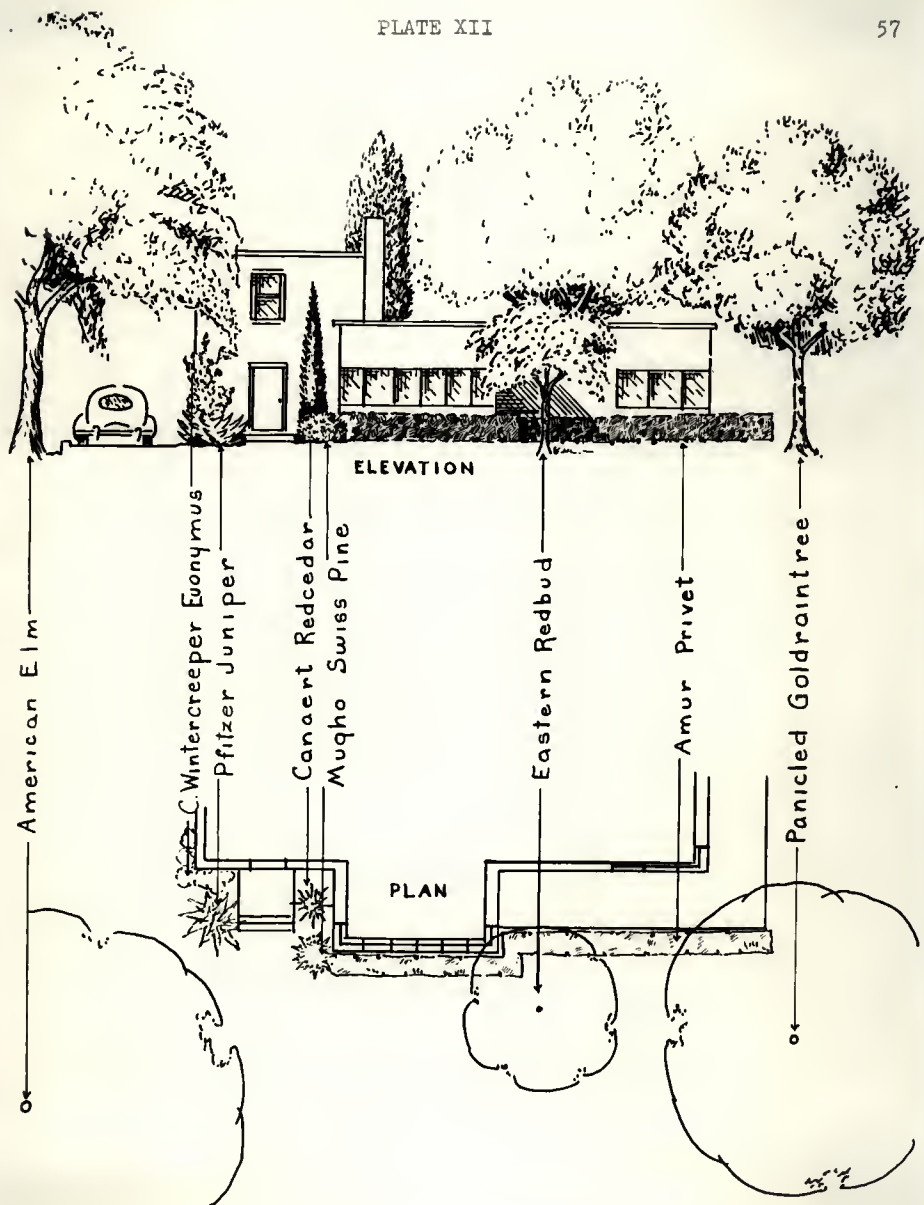 PLATE XII
57
ELEVATION
American Elm
C. Wintercreeper Euonymus
Pfitzer Juniper
Canaert Redcedar
Mugho Swiss Pine
Eastern Redbud
Amur Privet
Panicled Goldraintree
PLAN